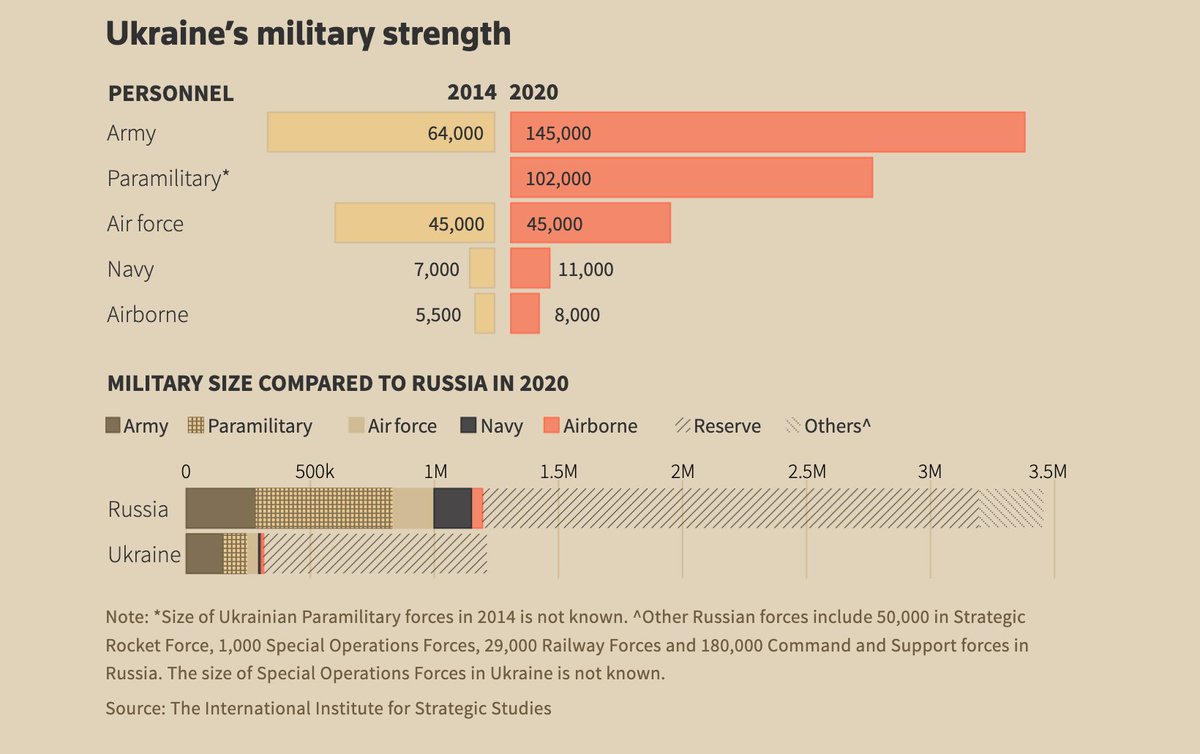 Ukraine's military strength
PERSONNEL 2014 2020
Army 64,000 145,000
Paramilitary* 102,000
Air force 45,000 45,000
Navy 7,000 11,000
Airborne 5,500 8,000
MILITARY SIZE COMPARED TO RUSSIA IN 2020
Army Paramilitary Air force Navy Airborne Reserve Others^
0 500k 1M 1.5M 2M 2.5M 3M 3.5M
Russia
Ukraine
Note: *Size of Ukrainian Paramilitary forces in 2014 is not known. ^Other Russian forces include 50,000 in Strategic
Rocket Force, 1,000 Special Operations Forces, 29,000 Railway Forces and 180,000 Command and Support forces in
Russia. The size of Special Operations Forces in Ukraine is not known.
Source: The International Institute for Strategic Studies